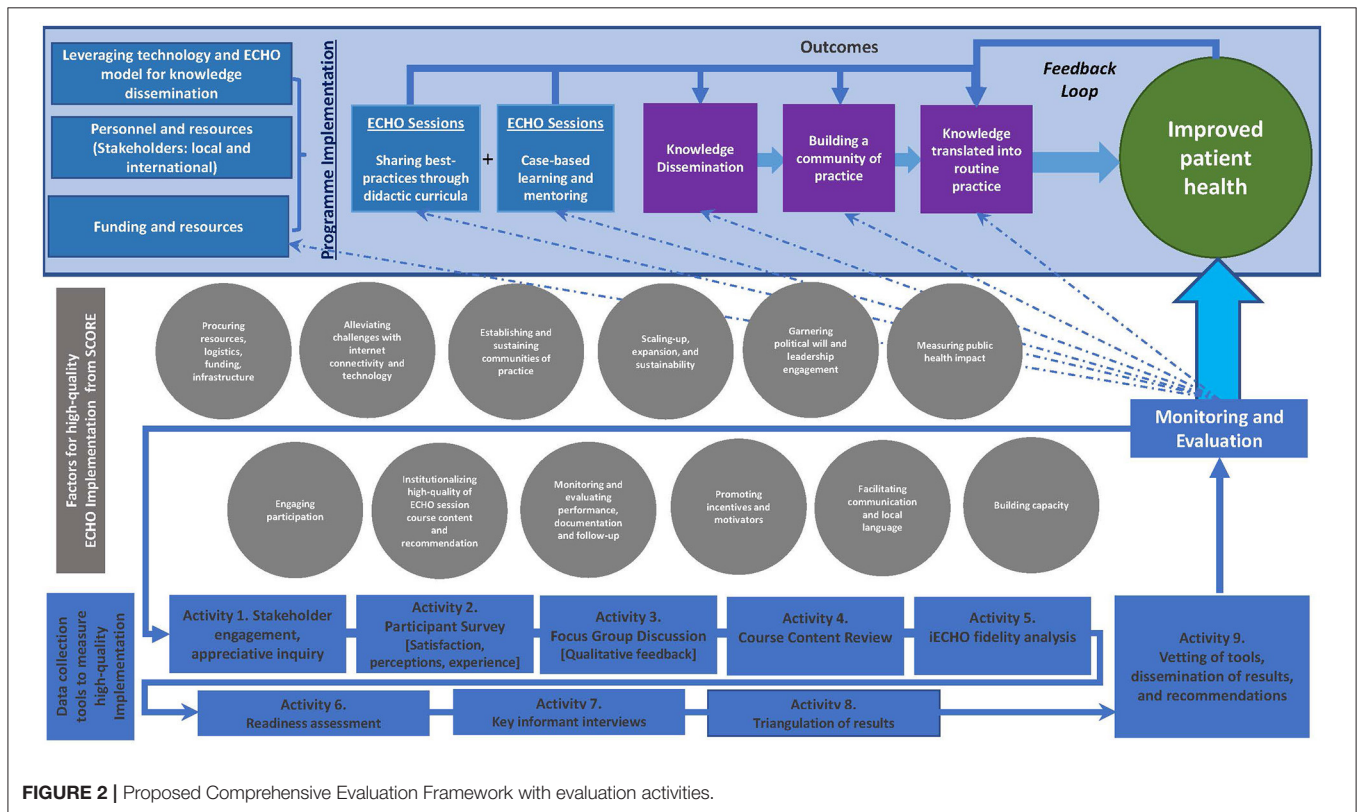 Leveraging technology and ECHO
model for knowledge
dissemination
Personnel and resources
(Stakeholders: local and
international)
Funding and resources
Programme Implementation
Outcomes
ECHO Sessions
Sharing best-
practices through
didactic curricula
+
ECHO Sessions
Case-based
learning and
mentoring
Knowledge
Dissemination
Building a
community of
practice
Knowledge
translated into
routine practice
Feedback
Loop
Improved
patient
health
Factors for high-quality
ECHO Implementation from SCORE
Procuring
resources,
logistics,
funding,
infrastructure
Alleviating
challenges with
internet
connectivity and
technology
Establishing and
sustaining
communities of
practice
Scaling-up,
expansion, and
sustainability
Garnering
political will and
leadership
engagement
Measuring public
health impact
Monitoring and
Evaluation
Engaging
participation
Institutionalizing
high-quality of
ECHO session
course content
and
recommendation
Monitoring and
evaluating
performance,
documentation
and follow-up
Promoting
incentives and
motivators
Facilitating
communication
and local
language
Building capacity
Data collection
tools to measure
high-quality
Implementation
Activity 1. Stakeholder
engagement,
appreciative inquiry
Activity 2.
Participant Survey
[Satisfaction,
perceptions, experience]
Activity 3.
Focus Group Discussion
[Qualitative feedback]
Activity 4.
Course Content Review
Activity 5.
iECHO fidelity analysis
Activity 6.
Readiness assessment
Activity 7.
Key informant interviews
Activity 8.
Triangulation of results
Activity 9.
Vetting of tools,
dissemination of results,
and recommendations
FIGURE 2 | Proposed Comprehensive Evaluation Framework with evaluation activities.